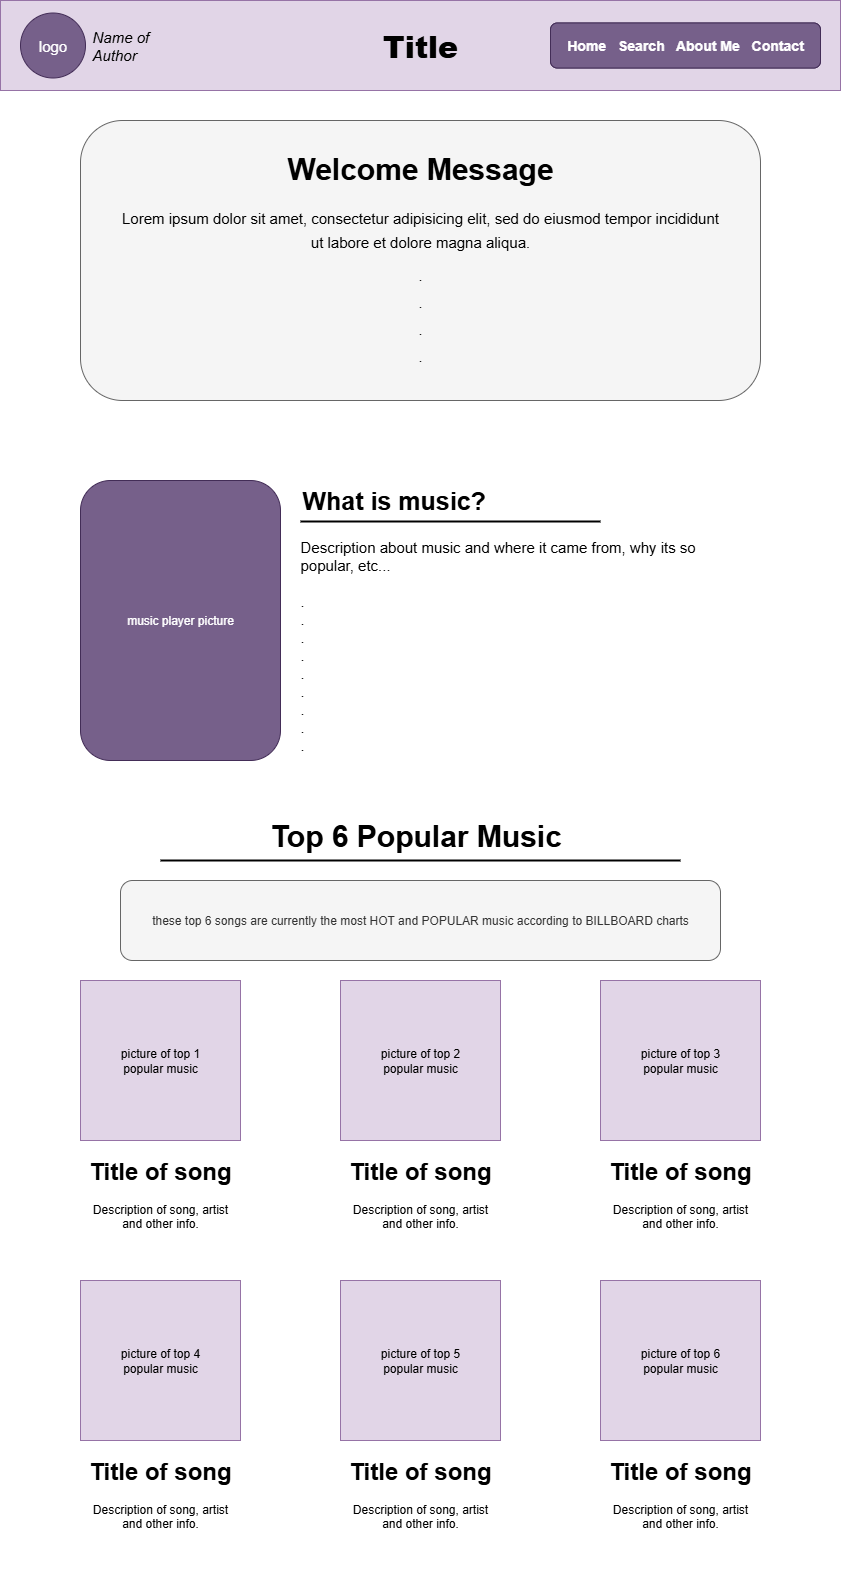 logo
Name of
Author
Title
Home Search About Me Contact
Welcome Message
Lorem ipsum dolor sit amet, consectetur adipisicing elit, sed do eiusmod tempor incididunt
ut labore et dolore magna aliqua.
.
.
.
.
music player picture
What is music?
Description about music and where it came from, why its so
popular, etc...
.
.
.
.
.
.
.
.
.
Top 6 Popular Music
these top 6 songs are currently the most HOT and POPULAR music according to BILLBOARD charts
picture of top 1
popular music
picture of top 2
popular music
picture of top 3
popular music
Title of song
Description of song, artist
and other info.
Title of song
Description of song, artist
and other info.
Title of song
Description of song, artist
and other info.
picture of top 4
popular music
picture of top 5
popular music
picture of top 6
popular music
Title of song
Description of song, artist
and other info.
Title of song
Description of song, artist
and other info.
Title of song
Description of song, artist
and other info.